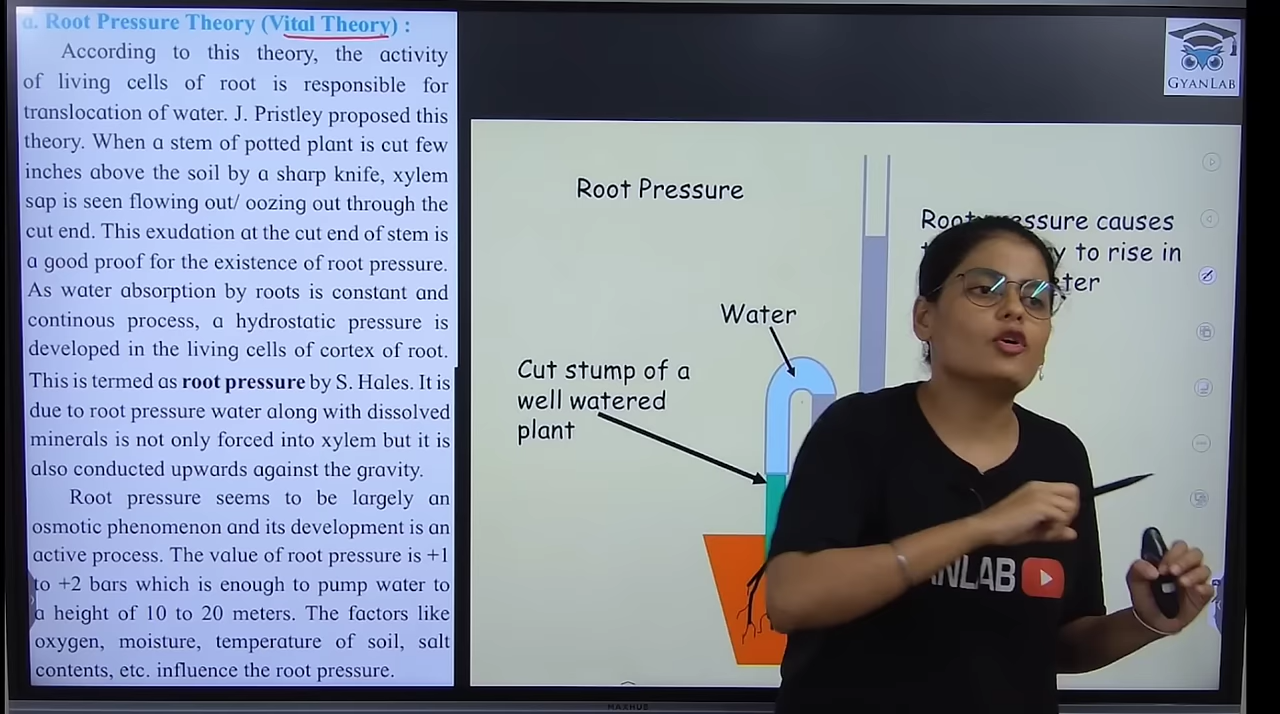 a. Root Pressure Theory (Vital Theory) :
According to this theory, the activity
of living cells of root is responsible for
translocation of water. J. Pristley proposed this
theory. When a stem of potted plant is cut few
inches above the soil by a sharp knife, xylem
sap is seen flowing out/ oozing out through the
cut end. This exudation at the cut end of stem is
a good proof for the existence of root pressure.
As water absorption by roots is constant and
continous process, a hydrostatic pressure is
developed in the living cells of cortex of root.
This is termed as root pressure by S. Hales. It is
due to root pressure water along with dissolved
minerals is not only forced into xylem but it is
also conducted upwards against the gravity.
Root pressure seems to be largely an
osmotic phenomenon and its development is an
active process. The value of root pressure is +1
to +2 bars which is enough to pump water to
a height of 10 to 20 meters. The factors like
oxygen, moisture, temperature of soil, salt
contents, etc. influence the root pressure.
Root Pressure
Water
Cut stump of a
well watered
plant
causes
to rise in
GYANLAB
MAXHUB